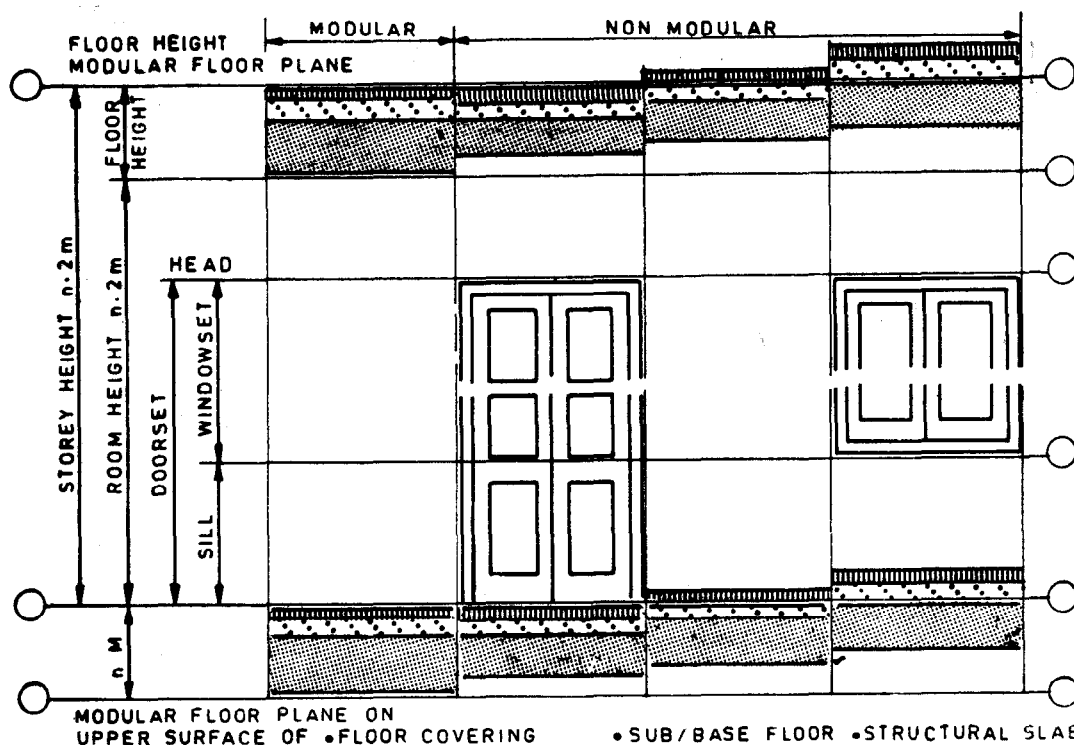 MODULAR
NON MODULAR
FLOOR HEIGHT
MODULAR FLOOR PLANE
FLOOR
HEIGHT
STOREY HEIGHT n·2m
ROOM HEIGHT n·2m
HEAD
DOORSET
WINDOWSET
SILL
n M
MODULAR FLOOR PLANE ON
UPPER SURFACE OF •FLOOR COVERING •SUB/BASE FLOOR •STRUCTURAL SLAB